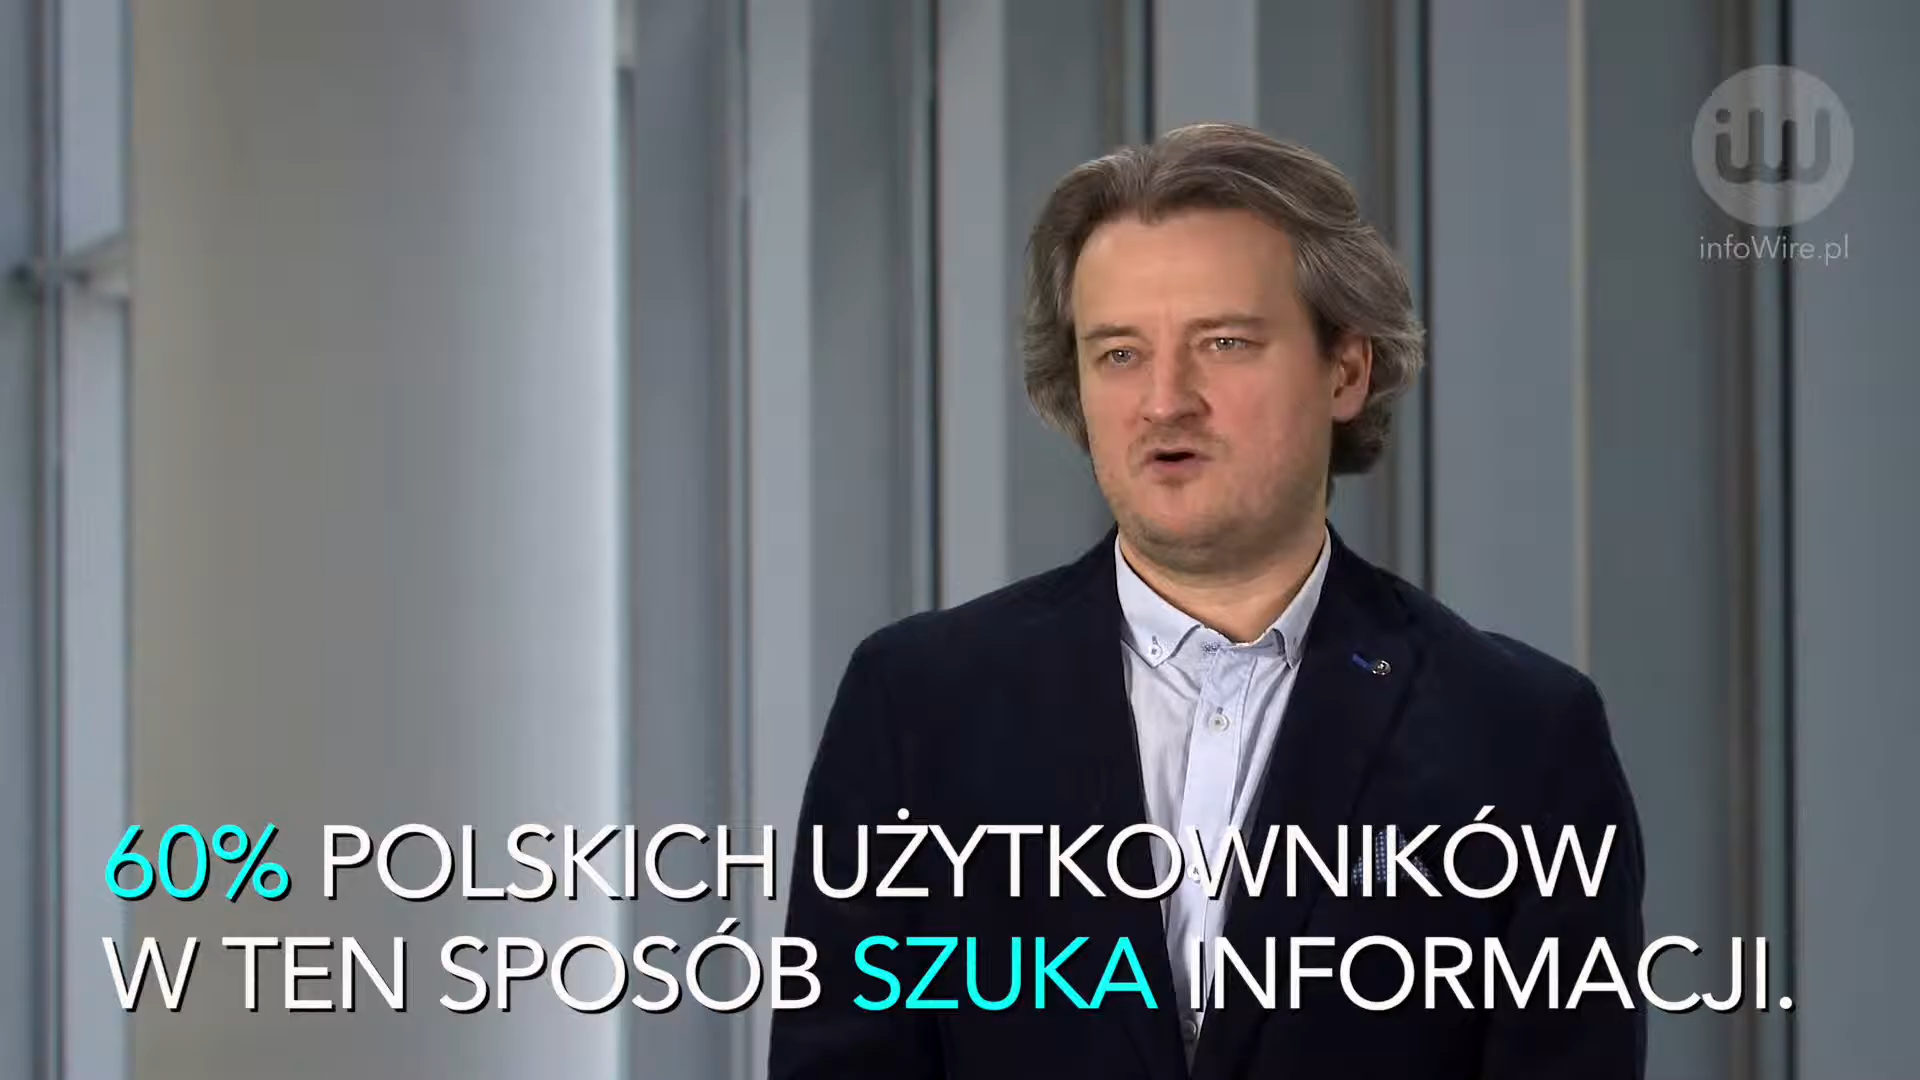 iW
infoWire.pl
60% POLSKICH UŻYTKOWNIKÓW
W TEN SPOSÓB SZUKA INFORMACJI.